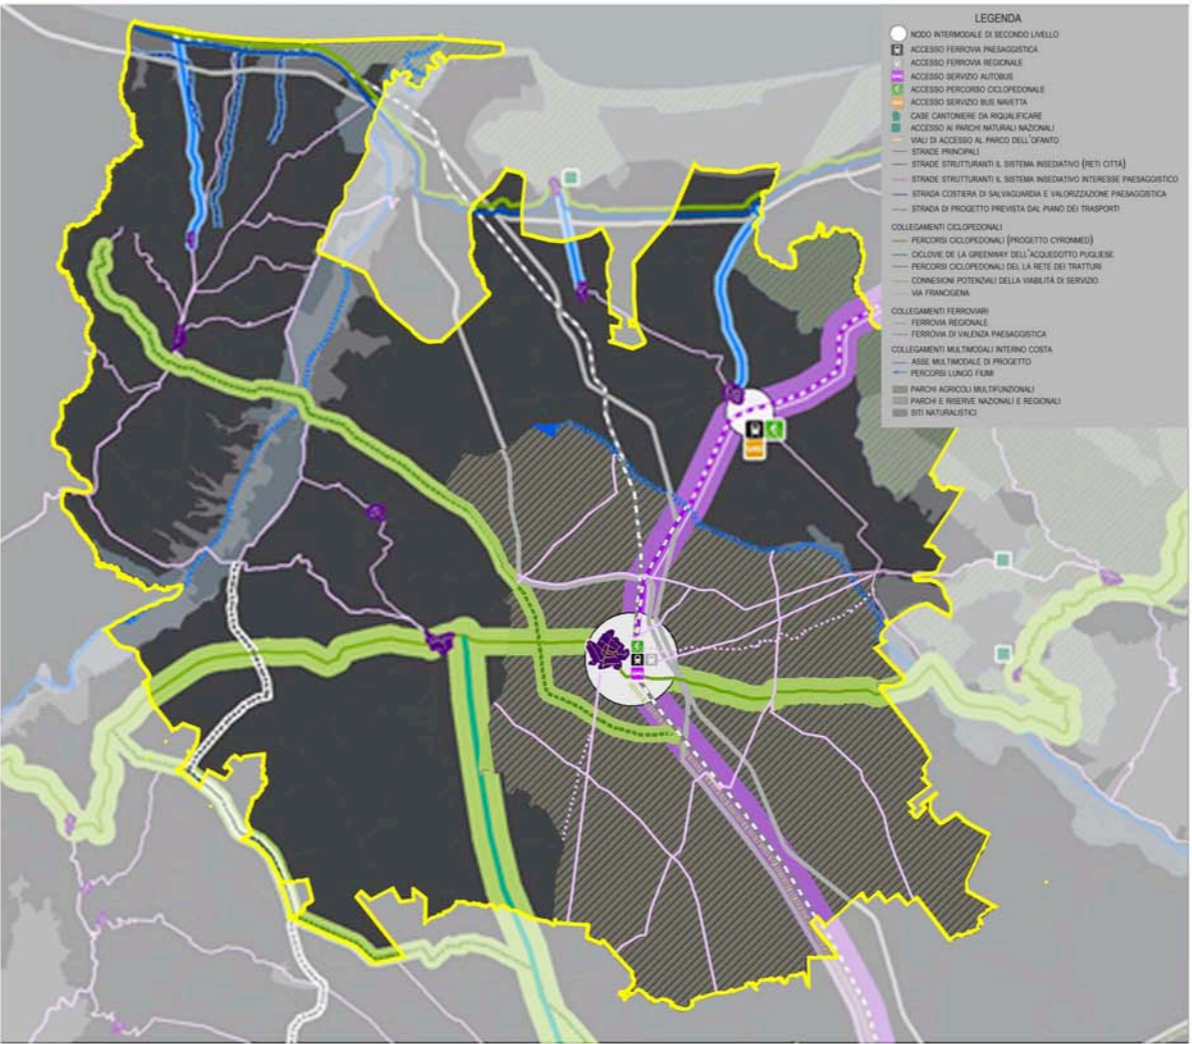 LEGENDA
NODO INTERMODALE DI SECONDO LIVELLO
ACCESSO FERROVIA PAESAGGISTICA
ACCESSO FERROVIA REGIONALE
ACCESSO SERVIZIO AUTOBUS
ACCESSO PERCORSO CICLOPEDONALE
ACCESSO SERVIZIO BUS NAVETTA
CASE CANTONIERE DA RIQUALIFICARE
ACCESSO AI PARCHI NATURALI NAZIONALI
VIALI DI ACCESSO AL PARCO DELL'OFANTO
STRADE PRINCIPALI
STRADE STRUTTURANTI IL SISTEMA INSEDIATIVO (RETI CITTÀ)
STRADE STRUTTURANTI IL SISTEMA INSEDIATIVO INTERESSE PAESAGGISTICO
STRADA COSTIERA DI SALVAGUARDIA E VALORIZZAZIONE PAESAGGISTICA
STRADA DI PROGETTO PREVISTA DAL PIANO DEI TRASPORTI
COLLEGAMENTI CICLOPEDONALI
PERCORSI CICLOPEDONALI (PROGETTO CYRONMED)
CICLOVIE DE LA GREENWAY DELL'ACQUEDOTTO PUGLIESE
PERCORSI CICLOPEDONALI DEL LA RETE DEI TRATTURI
CONNESIONI POTENZIALI DELLA VIABILITÀ DI SERVIZIO
VIA FRANCIGENA
COLLEGAMENTI FERROVIARI
FERROVIA REGIONALE
FERROVIA DI VALENZA PAESAGGISTICA
COLLEGAMENTI MULTIMODALI INTERNO COSTA
ASSE MULTIMODALE DI PROGETTO
PERCORSI LUNGO FIUMI
PARCHI AGRICOLI MULTIFUNZIONALI
PARCHI E RISERVE NAZIONALI E REGIONALI
SITI NATURALISTICI